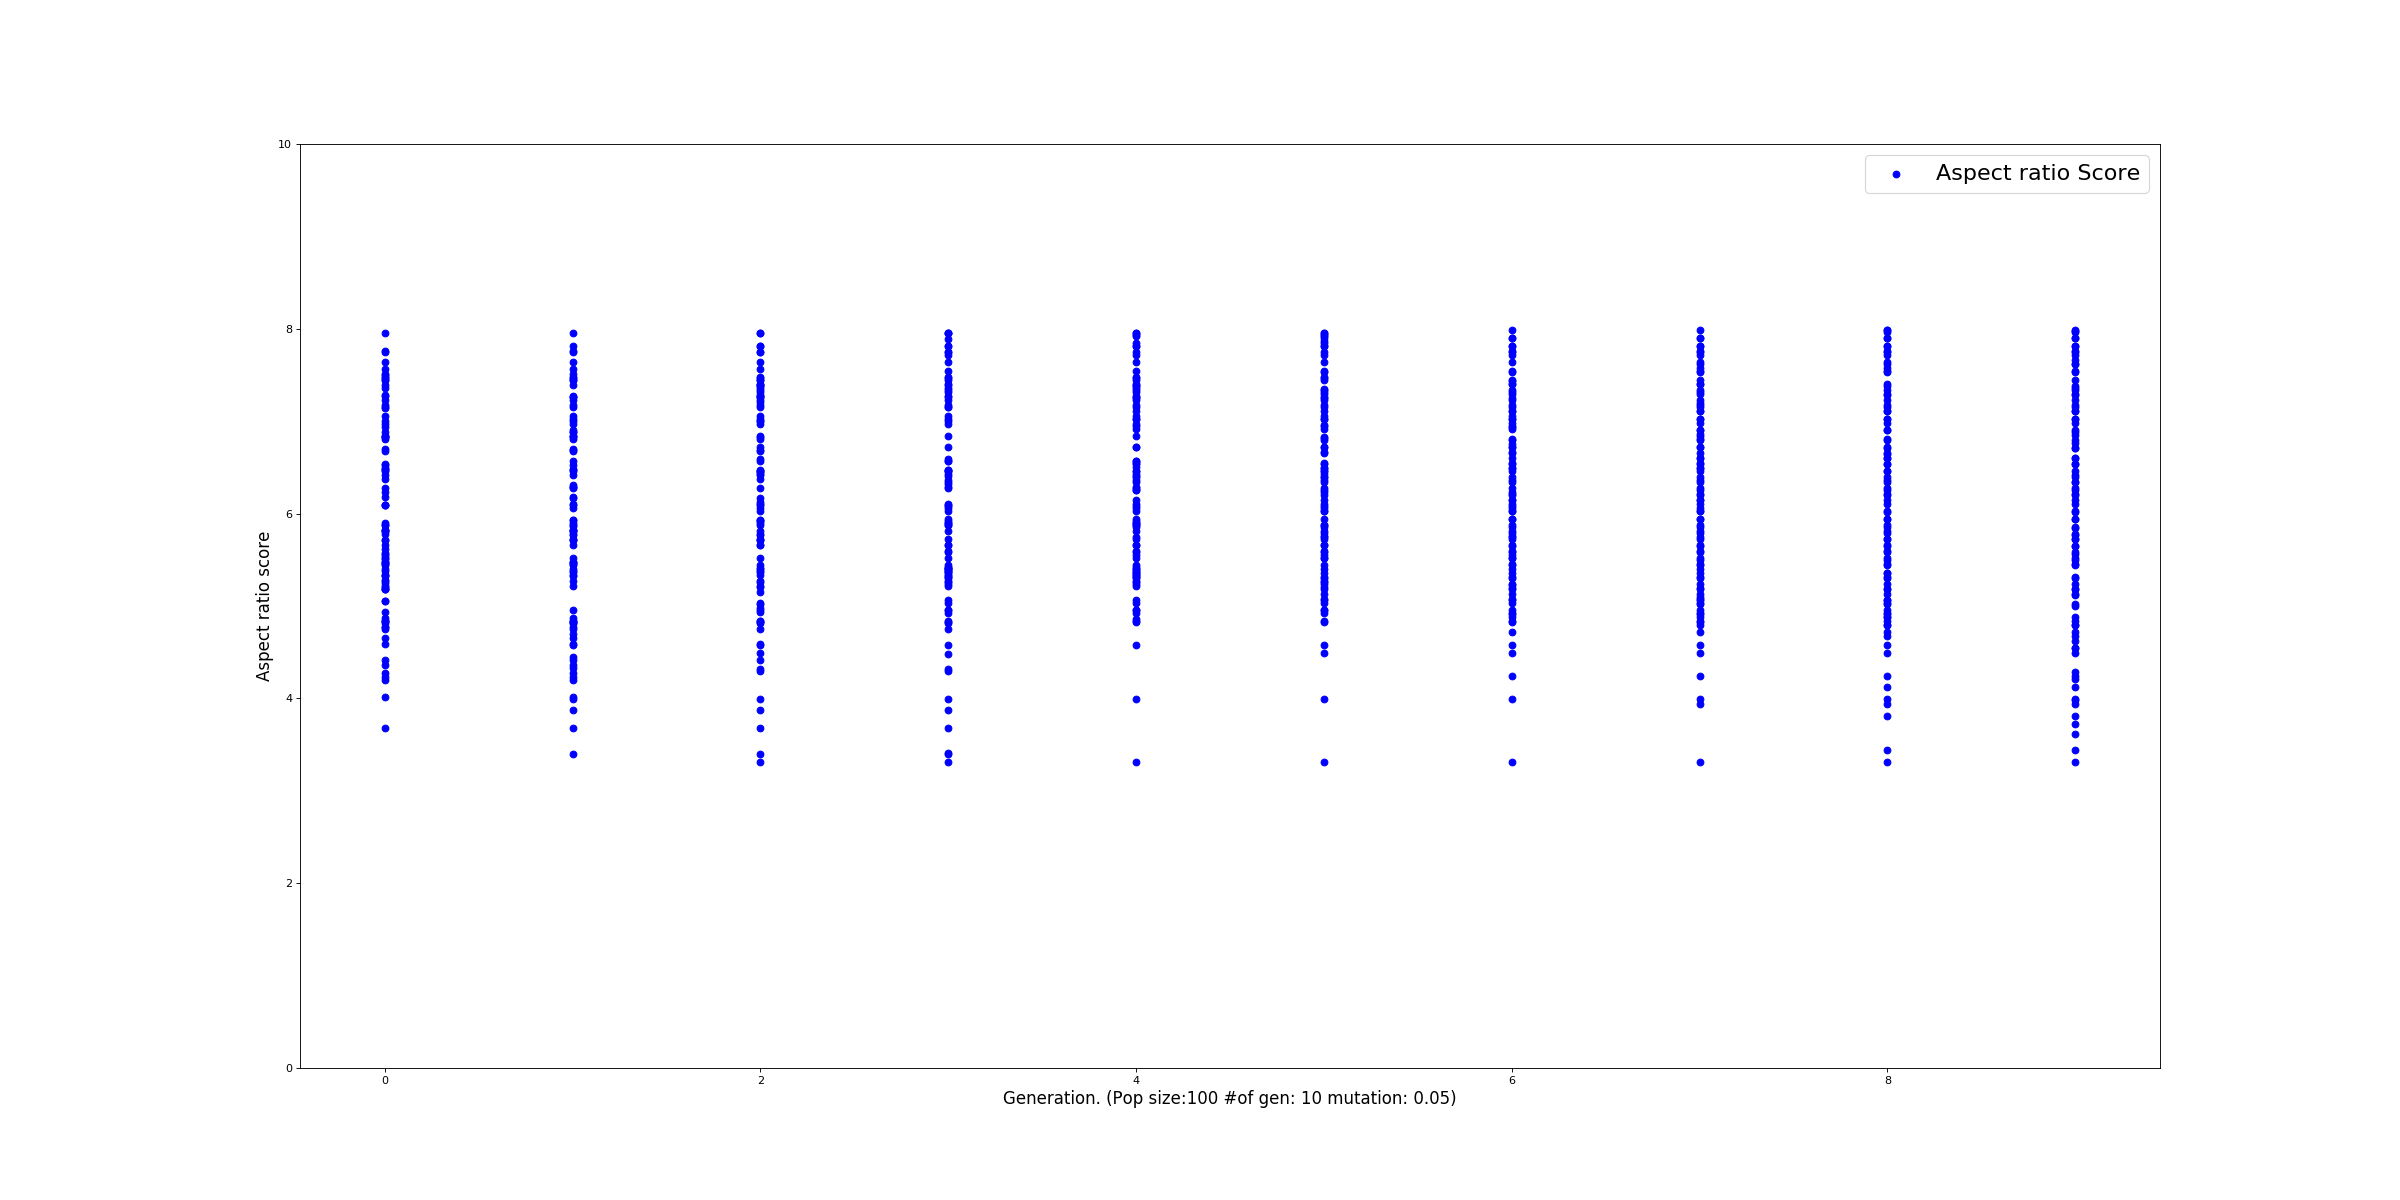 10
Aspect ratio Score
8
6
Aspect ratio score
4
2
0
0 2 4 6 8
Generation. (Pop size:100 #of gen: 10 mutation: 0.05)